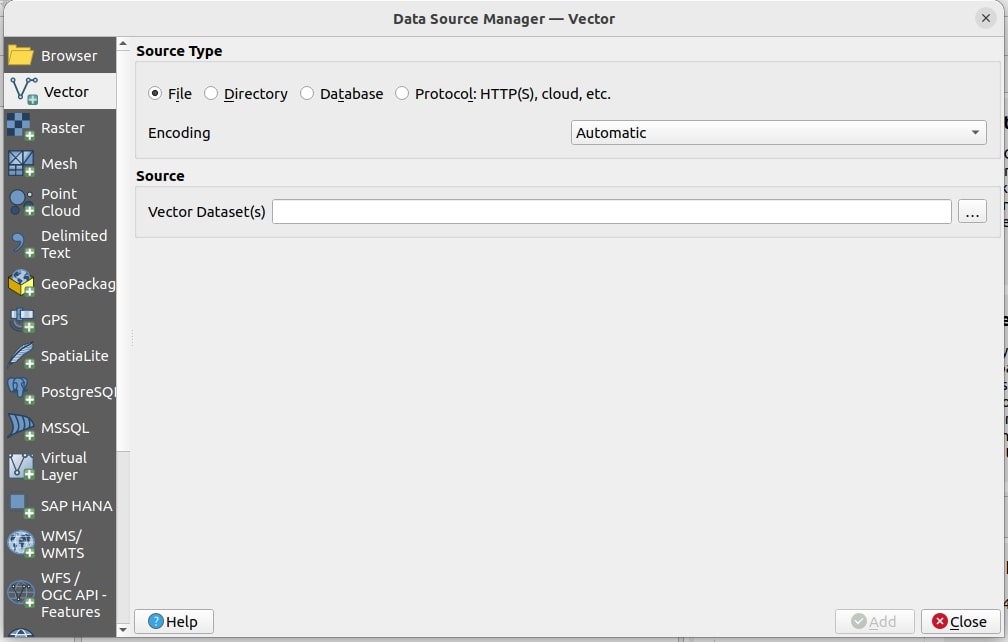 Data Source Manager — Vector
Browser
Vector
Raster
Mesh
Point
Cloud
Delimited
Text
GeoPackag
GPS
SpatiaLite
PostgreSQL
MSSQL
Virtual
Layer
SAP HANA
WMS/
WMTS
WFS /
OGC API -
Features
Source Type
File
Directory
Database
Protocol: HTTP(S), cloud, etc.
Encoding
Automatic
Source
Vector Dataset(s)
...
Help
Add
Close